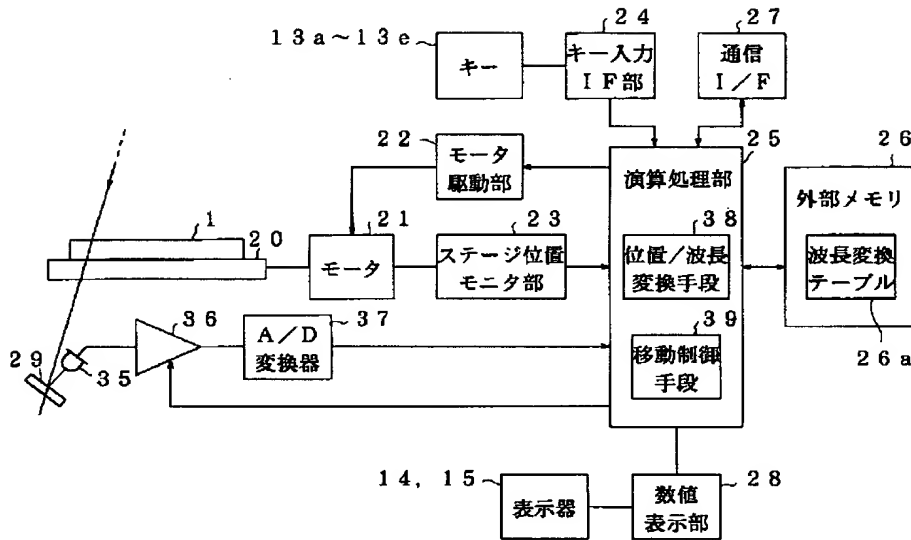 13a~13e
キー
24
キー入力
IF部
27
通信
I/F
22
モータ
駆動部
25
演算処理部
26
外部メモリ
波長変換
テーブル
26a
1
20
21
モータ
23
ステージ位置
モニタ部
38
位置/波長
変換手段
39
移動制御
手段
36
37
A/D
変換器
29
35
14, 15
表示器
28
数値
表示部